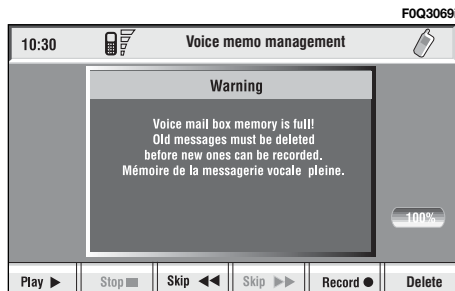 F0Q3069i
10:30 Voice memo management
Warning
Voice mail box memory is full!
Old messages must be deleted
before new ones can be recorded.
Mémoire de la messagerie vocale pleine.
100%
Play Stop Skip Skip Record Delete